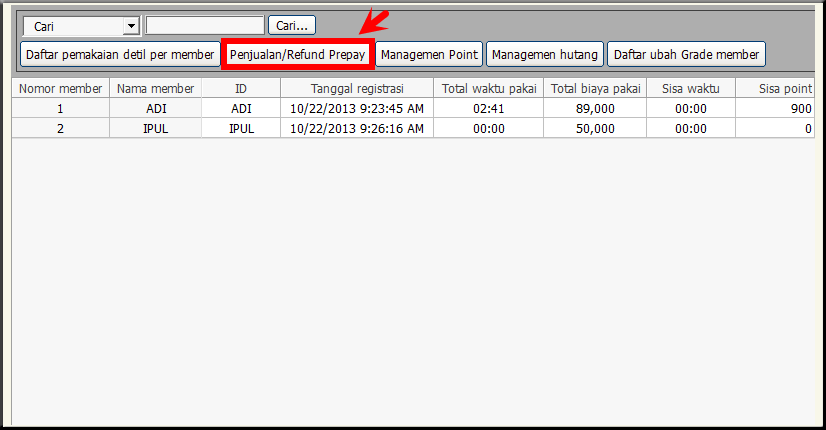 Cari Cari...
Daftar pemakaian detil per member Penjualan/Refund Prepay Managemen Point Managemen hutang Daftar ubah Grade member
Nomor member Nama member ID Tanggal registrasi Total waktu pakai Total biaya pakai Sisa waktu Sisa point
1 ADI ADI 10/22/2013 9:23:45 AM 02:41 89,000 00:00 900
2 IPUL IPUL 10/22/2013 9:26:16 AM 00:00 50,000 00:00 0